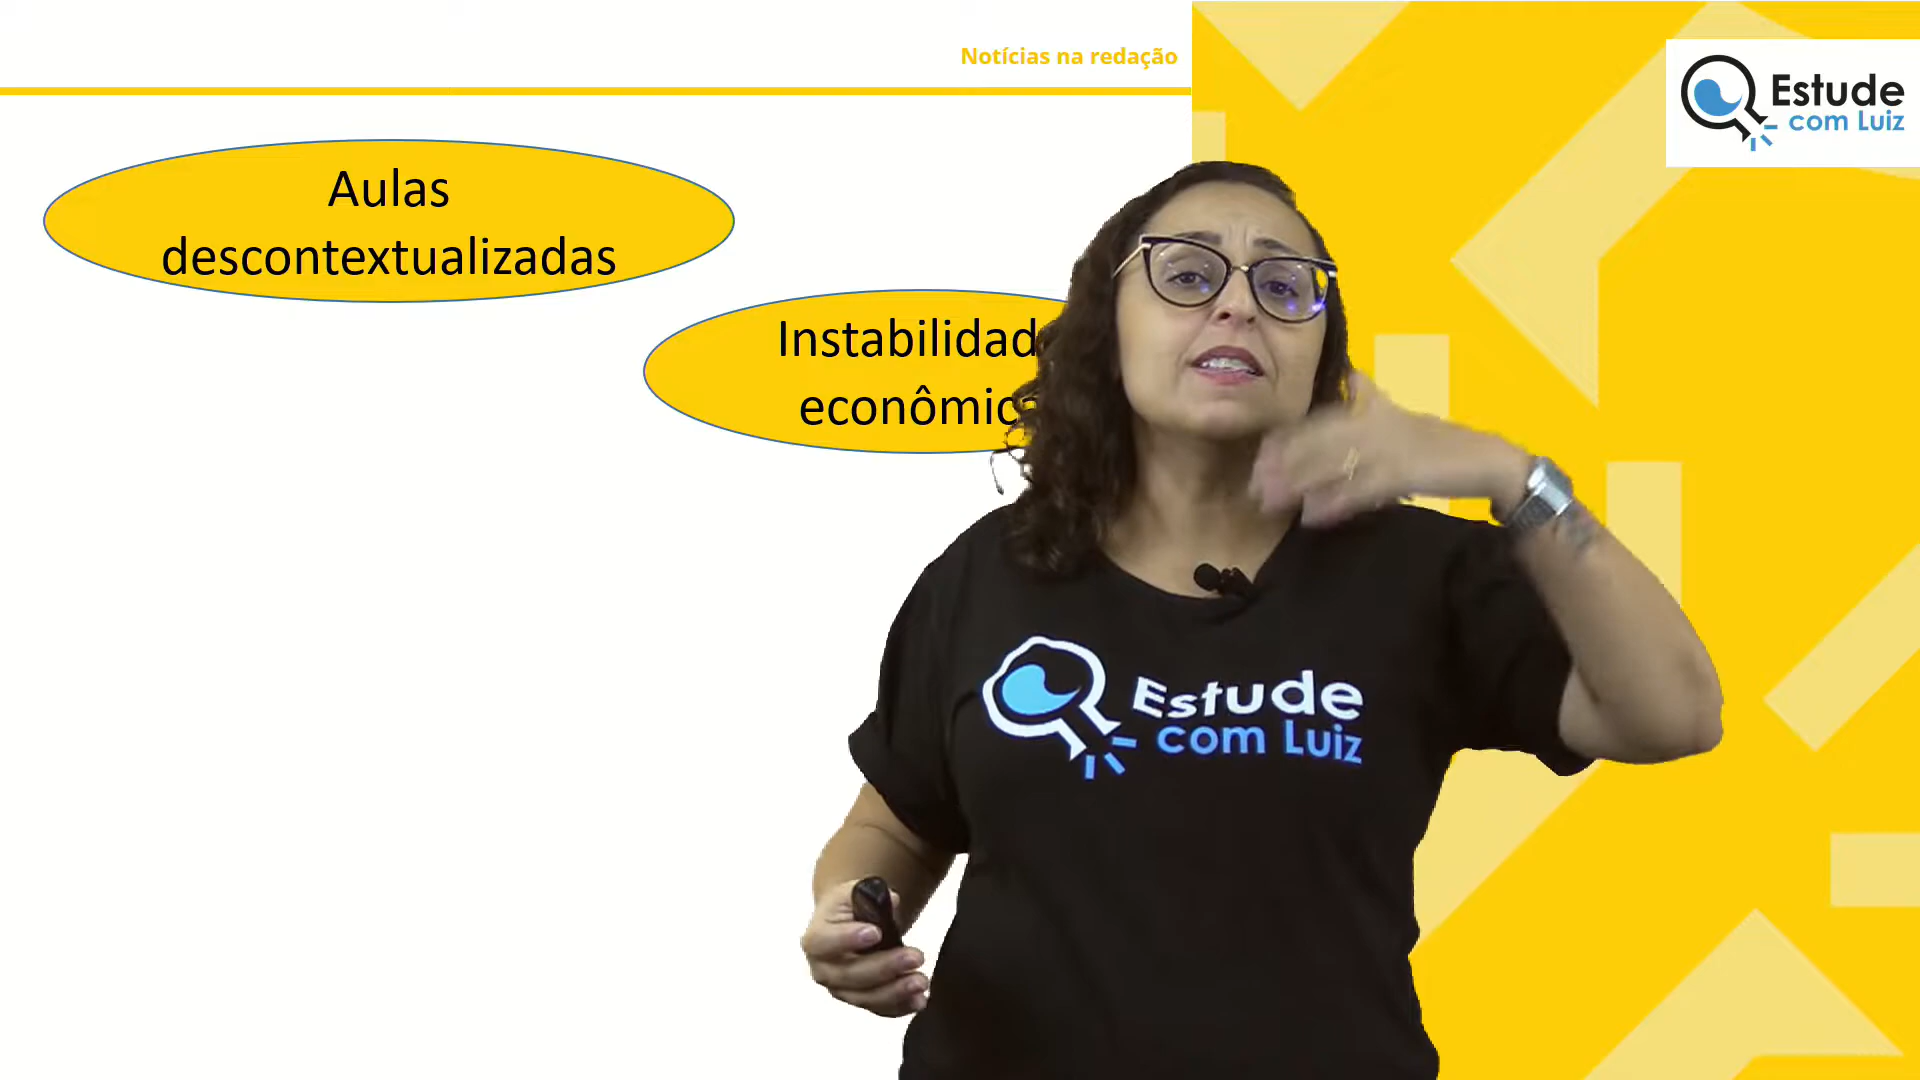 Notícias na redação
Estude
com Luiz
Aulas
descontextualizadas
Instabilidad
econômic
Estude
com Luiz